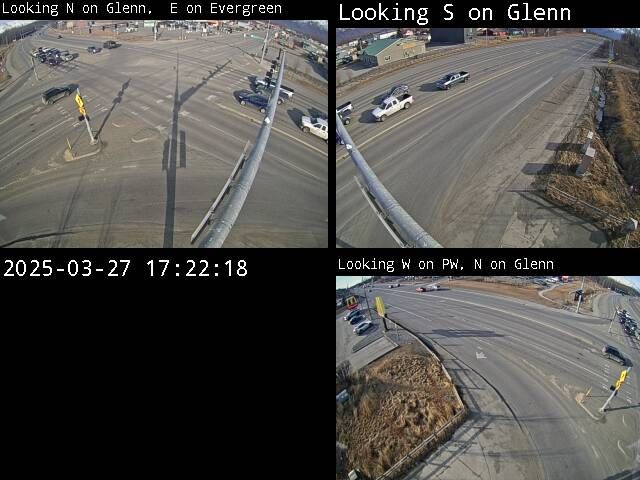 Looking N on Glenn,  E on Evergreen
Looking S on Glenn
2025-03-27 17:22:18
Looking W on PW, N on Glenn